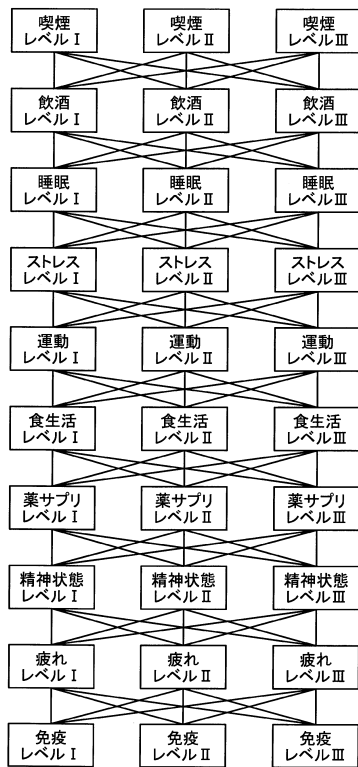 喫煙
レベルⅠ
喫煙
レベルⅡ
喫煙
レベルⅢ
飲酒
レベルⅠ
飲酒
レベルⅡ
飲酒
レベルⅢ
睡眠
レベルⅠ
睡眠
レベルⅡ
睡眠
レベルⅢ
ストレス
レベルⅠ
ストレス
レベルⅡ
ストレス
レベルⅢ
運動
レベルⅠ
運動
レベルⅡ
運動
レベルⅢ
食生活
レベルⅠ
食生活
レベルⅡ
食生活
レベルⅢ
薬サプリ
レベルⅠ
薬サプリ
レベルⅡ
薬サプリ
レベルⅢ
精神状態
レベルⅠ
精神状態
レベルⅡ
精神状態
レベルⅢ
疲れ
レベルⅠ
疲れ
レベルⅡ
疲れ
レベルⅢ
免疫
レベルⅠ
免疫
レベルⅡ
免疫
レベルⅢ